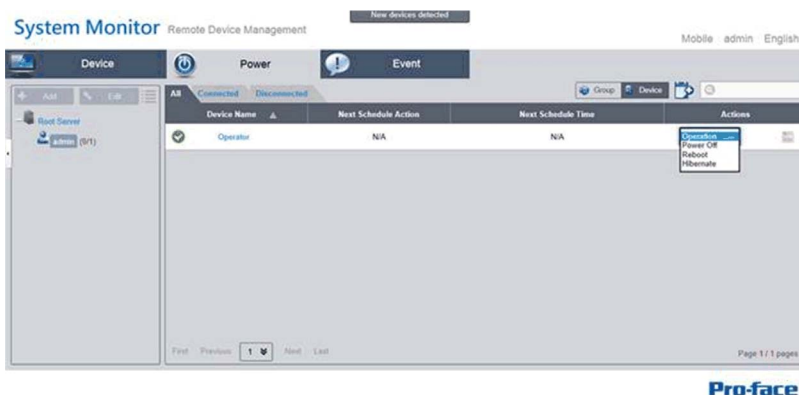 New devices detected
System Monitor Remote Device Management
Mobile admin English
Device Power Event
Add Edit
All Connected Disconnected
Group Device
Root Server
admin (0/1)
Device Name Next Schedule Action Next Schedule Time Actions
Operator N/A N/A Operation ...
Power Off
Reboot
Hibernate
First Previous 1 Next Last
Page 1 / 1 pages
Pro-face